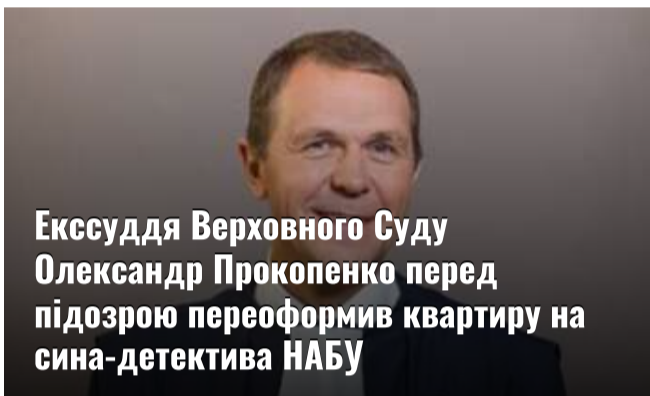 Екссуддя Верховного Суду
Олександр Прокопенко перед
підозрою переоформив квартиру на
сина-детектива НАБУ